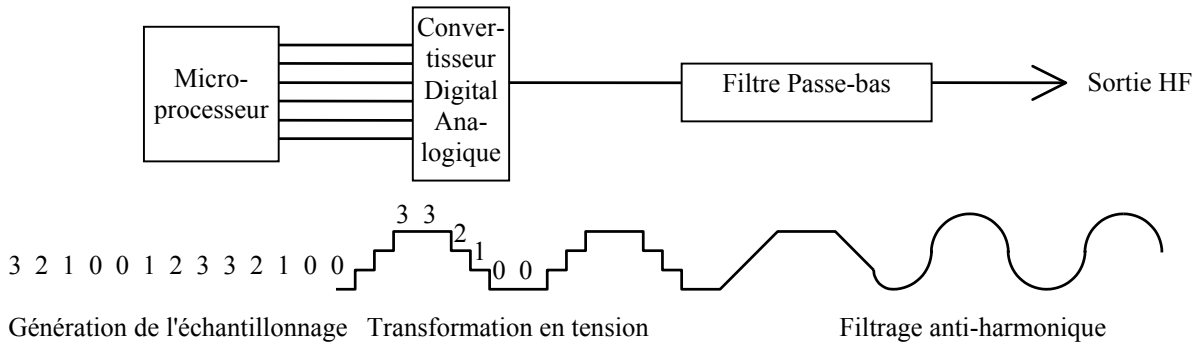 Micro-
processeur
Conver-
tisseur
Digital
Ana-
logique
Filtre Passe-bas
Sortie HF
3 2 1 0 0 1 2 3 3 2 1 0 0
3 3
2
1
0 0
Génération de l'échantillonnage
Transformation en tension
Filtrage anti-harmonique